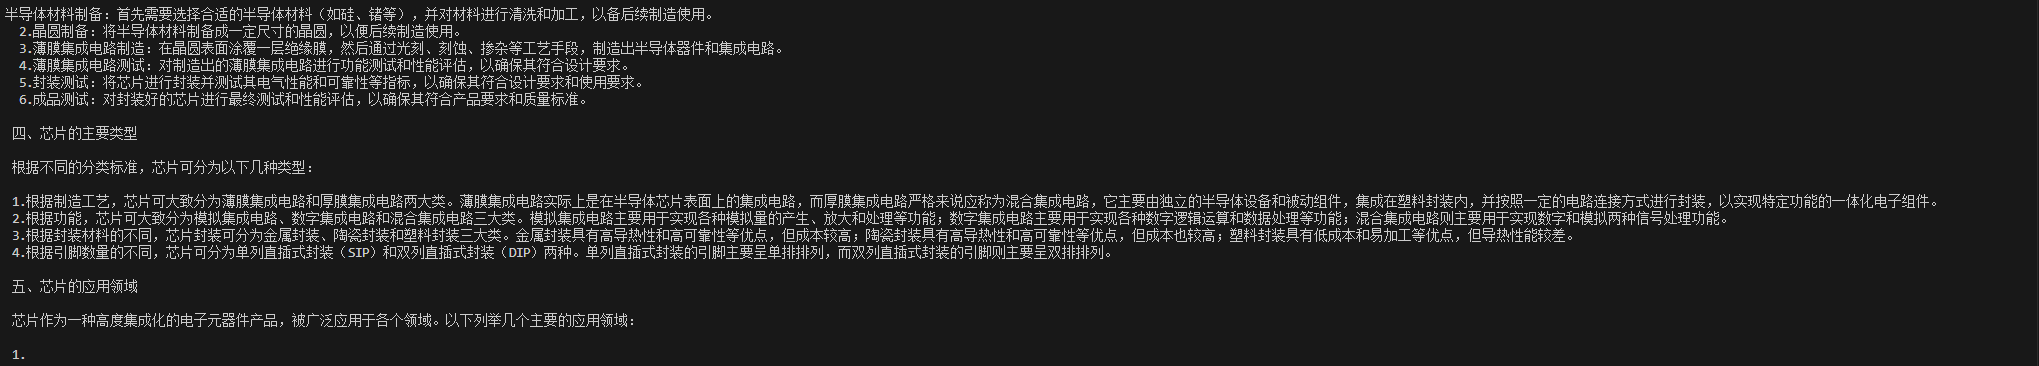 半导体材料制备：首先需要选择合适的半导体材料（如硅、锗等），并对材料进行清洗和加工，以备后续制造使用。
2.晶圆制备：将半导体材料制备成一定尺寸的晶圆，以便后续制造使用。
3.薄膜集成电路制造：在晶圆表面涂覆一层绝缘膜，然后通过光刻、刻蚀、掺杂等工艺手段，制造出半导体器件和集成电路。
4.薄膜集成电路测试：对制造出的薄膜集成电路进行功能测试和性能评估，以确保其符合设计要求。
5.封装测试：将芯片进行封装并测试其电气性能和可靠性等指标，以确保其符合设计要求和使用要求。
6.成品测试：对封装好的芯片进行最终测试和性能评估，以确保其符合产品要求和质量标准。
四、芯片的主要类型
根据不同的分类标准，芯片可分为以下几种类型：
1.根据制造工艺，芯片可大致分为薄膜集成电路和厚膜集成电路两大类。薄膜集成电路实际上是在半导体芯片表面上的集成电路，而厚膜集成电路严格来说应称为混合集成电路，它主要由独立的半导体设备和被动组件，集成在塑料封装内，并按照一定的电路连接方式进行封装，以实现特定功能的一体化电子组件。
2.根据功能，芯片可大致分为模拟集成电路、数字集成电路和混合集成电路三大类。模拟集成电路主要用于实现各种模拟量的产生、放大和处理等功能；数字集成电路主要用于实现各种数字逻辑运算和数据处理等功能；混合集成电路则主要用于实现数字和模拟两种信号处理功能。
3.根据封装材料的不同，芯片封装可分为金属封装、陶瓷封装和塑料封装三大类。金属封装具有高导热性和高可靠性等优点，但成本较高；陶瓷封装具有高导热性和高可靠性等优点，但成本也较高；塑料封装具有低成本和易加工等优点，但导热性能较差。
4.根据引脚数量的不同，芯片可分为单列直插式封装（SIP）和双列直插式封装（DIP）两种。单列直插式封装的引脚主要呈单排排列，而双列直插式封装的引脚则主要呈双排排列。
五、芯片的应用领域
芯片作为一种高度集成化的电子元器件产品，被广泛应用于各个领域。以下列举几个主要的应用领域：
1.